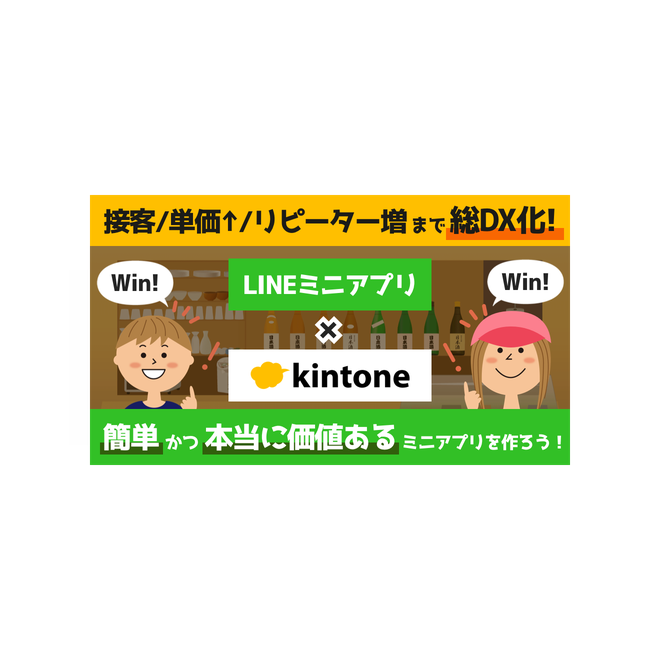 接客/単価↑/リピーター増まで総DX化!
Win!
Win!
LINEミニアプリ
×
kintone
簡単かつ本当に価値あるミニアプリを作ろう！